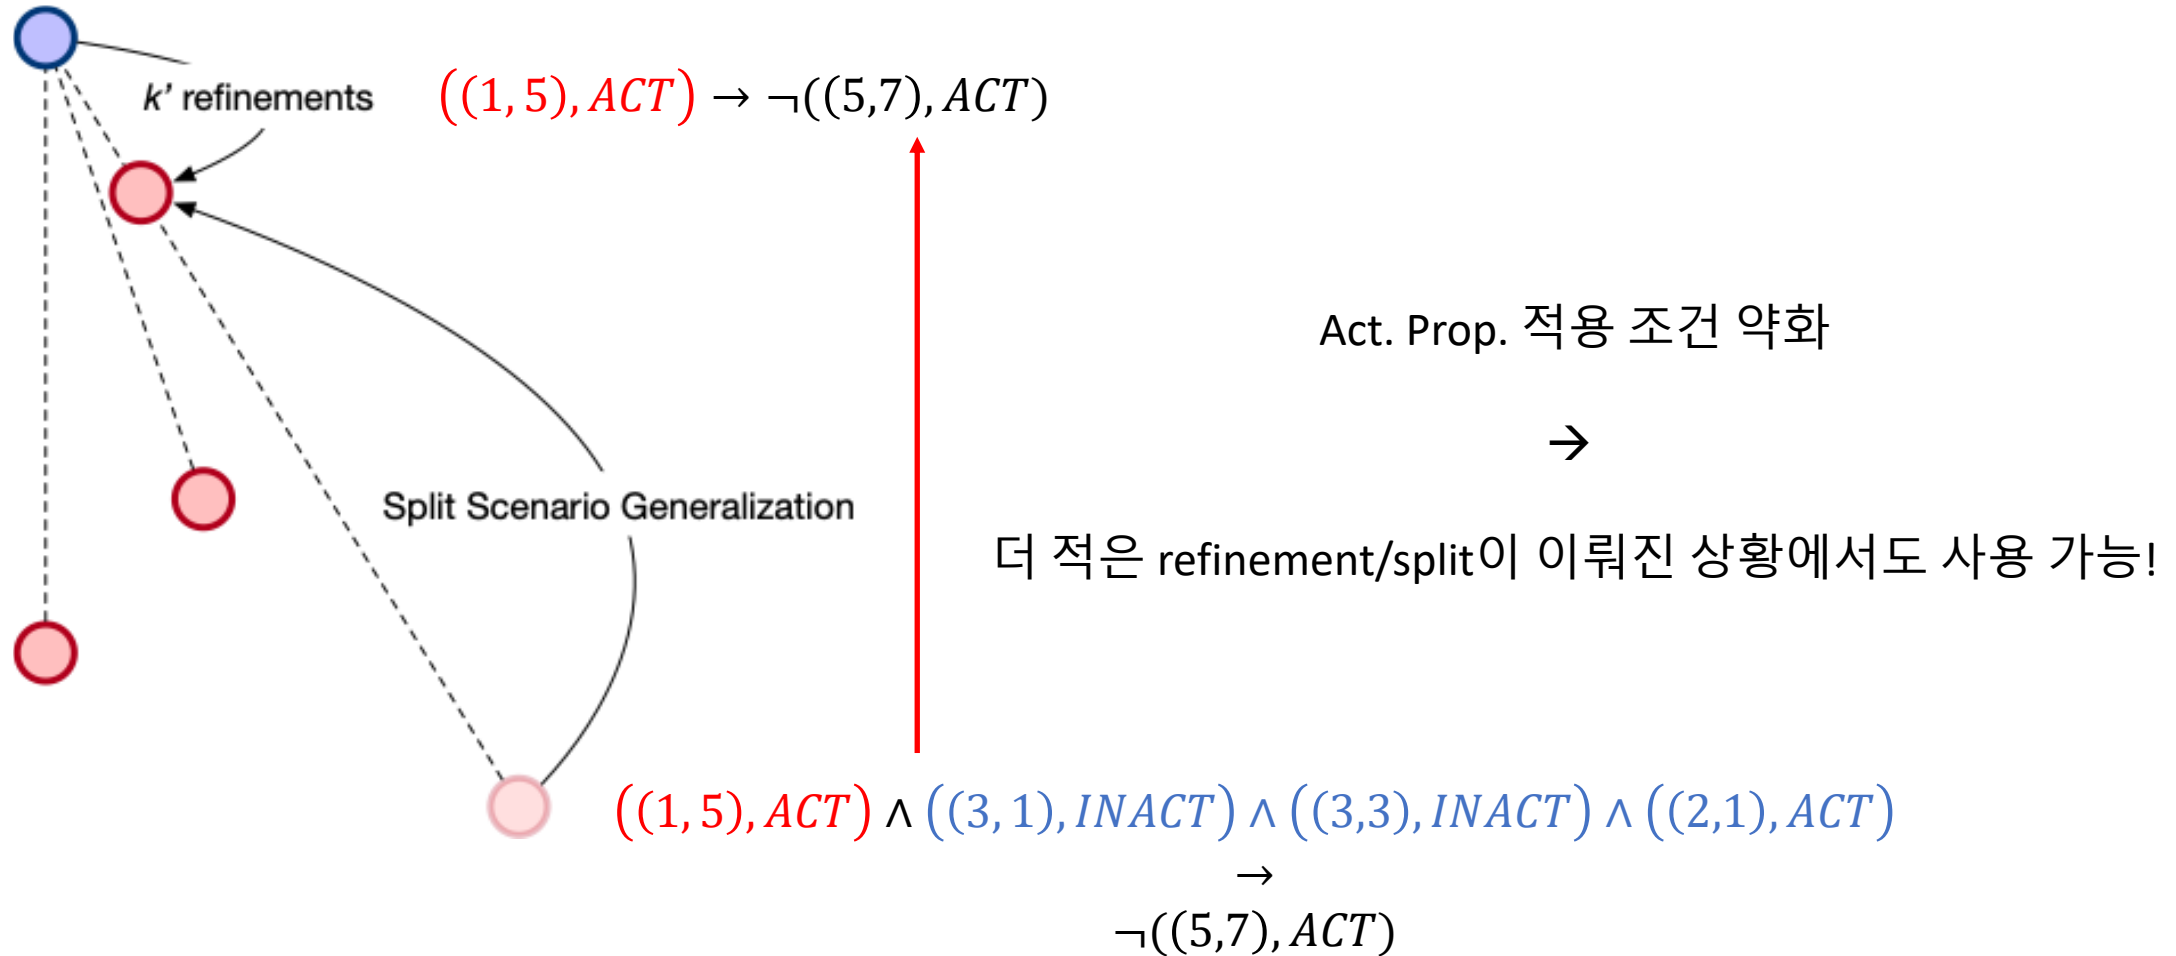 k’ refinements
((1, 5), ACT) → ¬((5,7), ACT)
Act. Prop. 적용 조건 약화
→
Split Scenario Generalization
더 적은 refinement/split이 이뤄진 상황에서도 사용 가능!
((1, 5), ACT) ∧ ((3, 1), INACT) ∧ ((3,3), INACT) ∧ ((2,1), ACT)
→
¬((5,7), ACT)